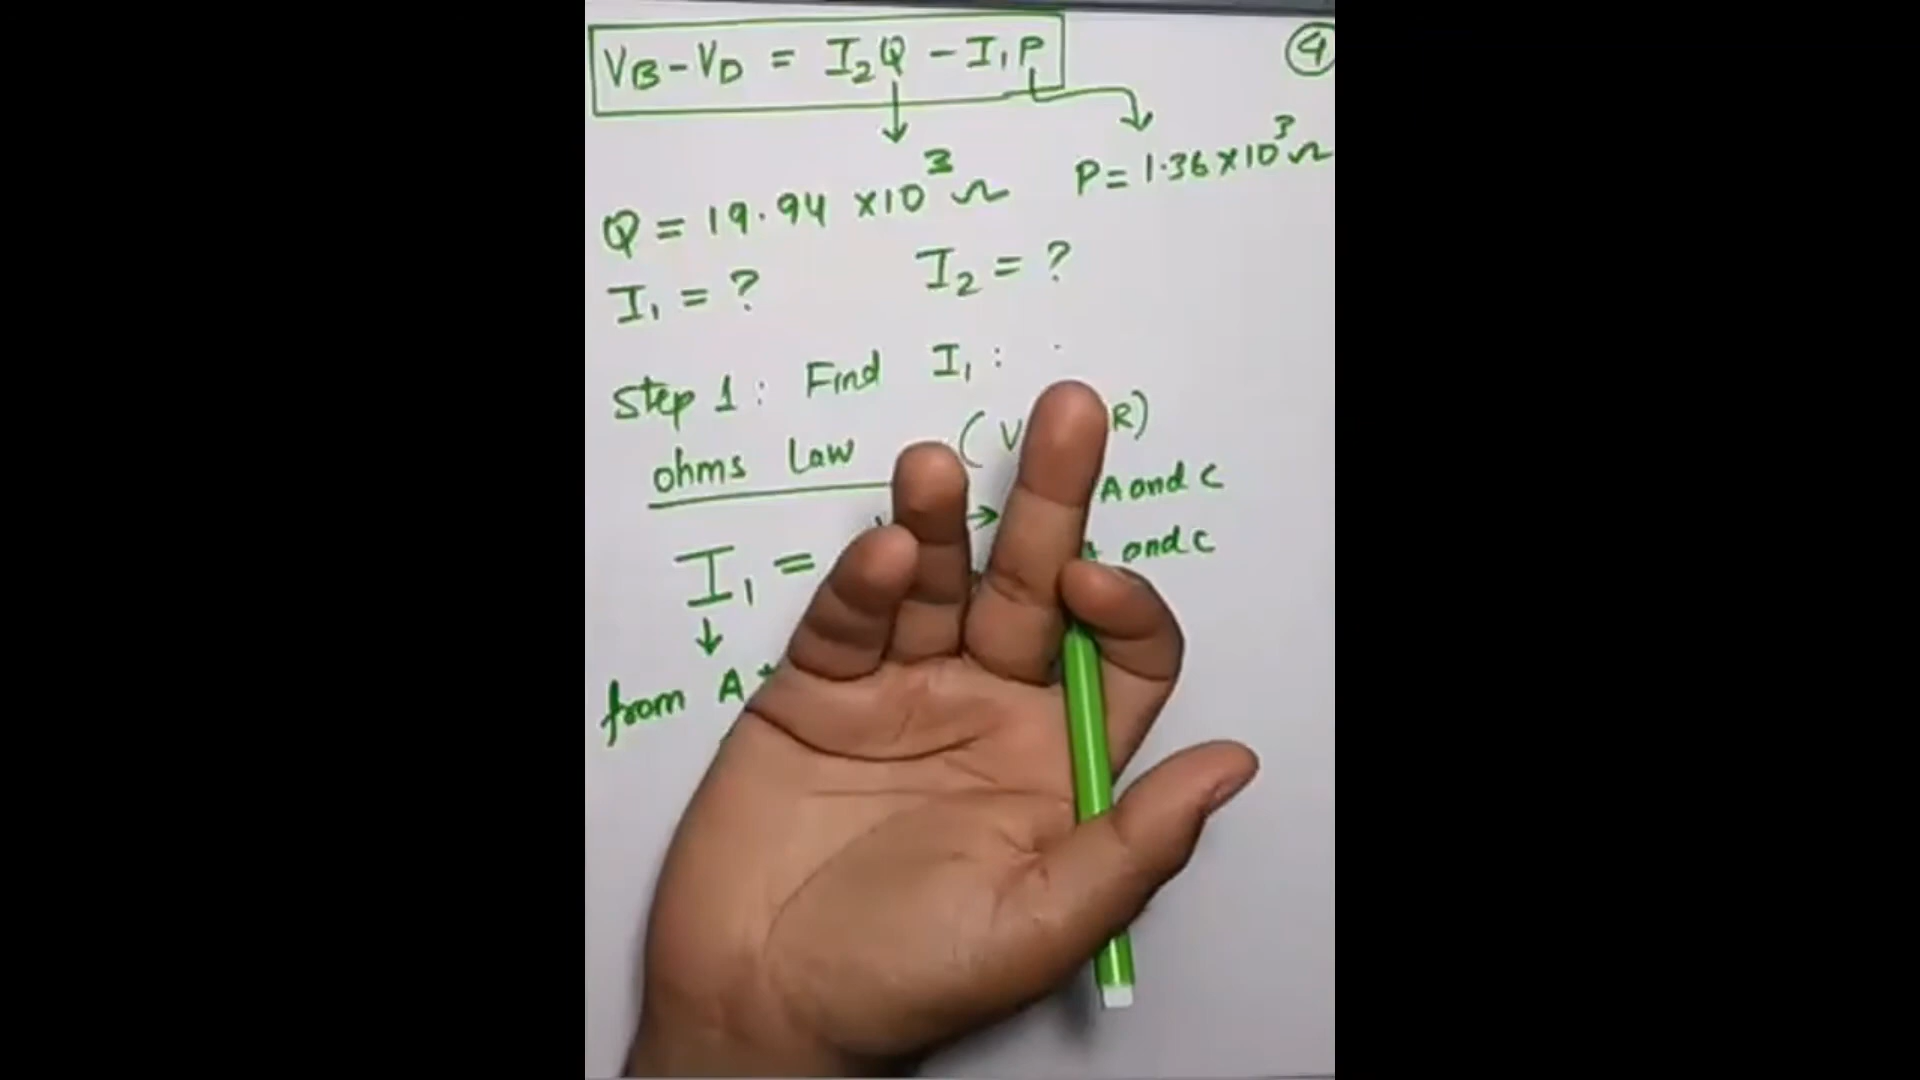 VB-VD = I2Q - I1P
4
Q = 19.94 ×10³ Ω
P = 1.36×10³ Ω
I1 = ? I2 = ?
Step 1: Find I1:
ohms Law (V R)
→ A and C
I1 = and C
↓
from A